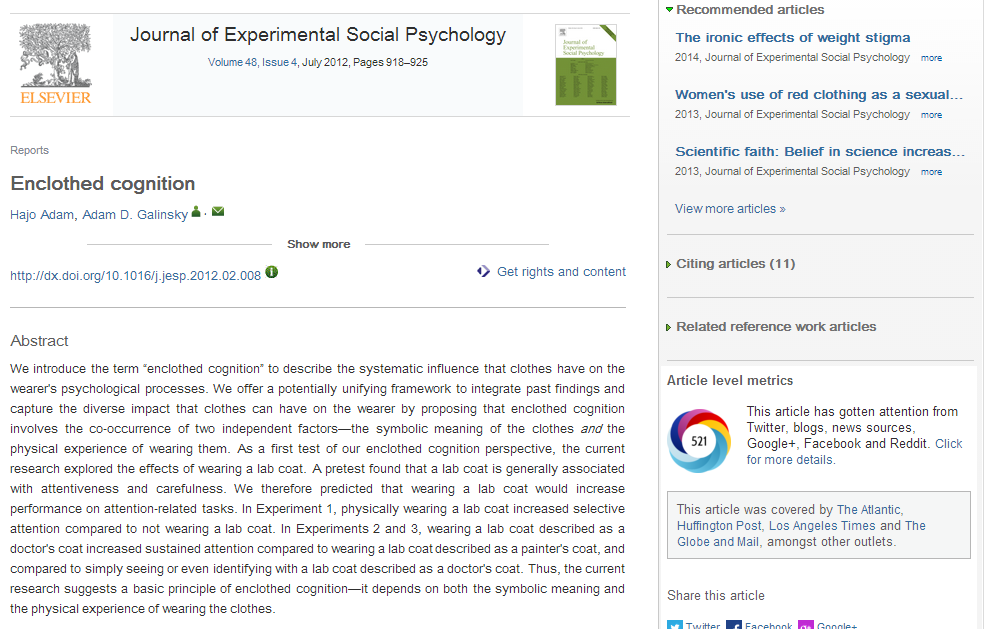 ELSEVIER
Journal of Experimental Social Psychology
Volume 48, Issue 4, July 2012, Pages 918–925
Journal of
Experimental
Social Psychology
Reports
Enclothed cognition
Hajo Adam, Adam D. Galinsky
Show more
http://dx.doi.org/10.1016/j.jesp.2012.02.008
Get rights and content
Abstract
We introduce the term “enclothed cognition” to describe the systematic influence that clothes have on the
wearer's psychological processes. We offer a potentially unifying framework to integrate past findings and
capture the diverse impact that clothes can have on the wearer by proposing that enclothed cognition
involves the co-occurrence of two independent factors—the symbolic meaning of the clothes and the
physical experience of wearing them. As a first test of our enclothed cognition perspective, the current
research explored the effects of wearing a lab coat. A pretest found that a lab coat is generally associated
with attentiveness and carefulness. We therefore predicted that wearing a lab coat would increase
performance on attention-related tasks. In Experiment 1, physically wearing a lab coat increased selective
attention compared to not wearing a lab coat. In Experiments 2 and 3, wearing a lab coat described as a
doctor's coat increased sustained attention compared to wearing a lab coat described as a painter's coat, and
compared to simply seeing or even identifying with a lab coat described as a doctor's coat. Thus, the current
research suggests a basic principle of enclothed cognition—it depends on both the symbolic meaning and
the physical experience of wearing the clothes.
Recommended articles
The ironic effects of weight stigma
2014, Journal of Experimental Social Psychology more
Women's use of red clothing as a sexual…
2013, Journal of Experimental Social Psychology more
Scientific faith: Belief in science increas…
2013, Journal of Experimental Social Psychology more
View more articles »
Citing articles (11)
Related reference work articles
Article level metrics
521
This article has gotten attention from
Twitter, blogs, news sources,
Google+, Facebook and Reddit. Click
for more details.
This article was covered by The Atlantic,
Huffington Post, Los Angeles Times and The
Globe and Mail, amongst other outlets.
Share this article
Twitter Facebook Google+